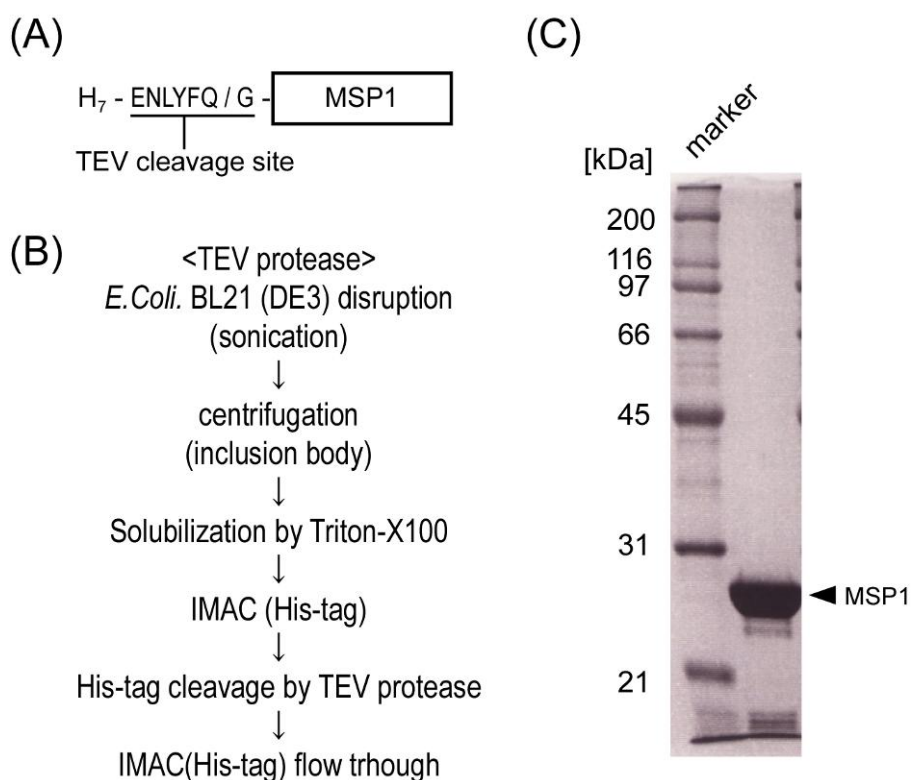 (A)
H₇ - ENLYFQ / G - MSP1
TEV cleavage site
(B)
<TEV protease>
E.Coli. BL21 (DE3) disruption
(sonication)
↓
centrifugation
(inclusion body)
↓
Solubilization by Triton-X100
↓
IMAC (His-tag)
↓
His-tag cleavage by TEV protease
↓
IMAC(His-tag) flow trhough
(C)
marker
[kDa]
200
116
97
66
45
31
MSP1
21